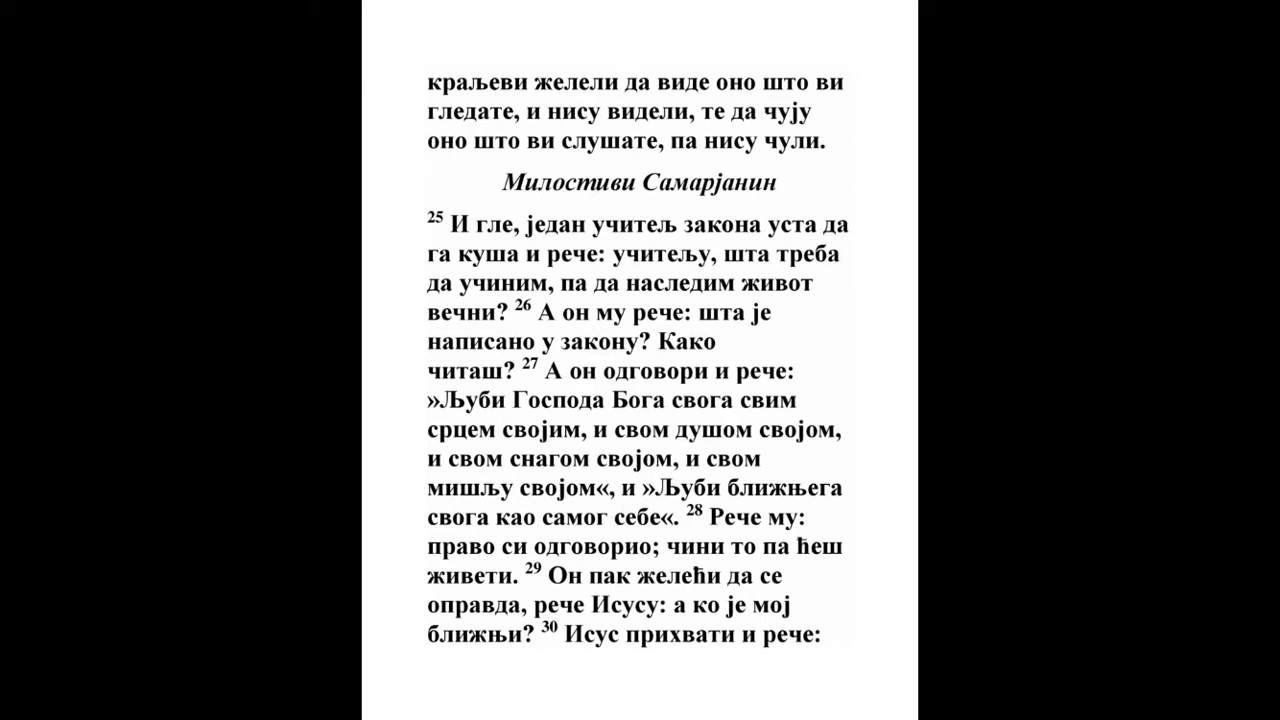 краљеви желели да виде оно што ви
гледате, и нису видели, те да чују
оно што ви слушате, па нису чули.
Милостиви Самарјанин
25 И гле, један учитељ закона уста да
га куша и рече: учитељу, шта треба
да учиним, па да наследим живот
вечни? 26 А он му рече: шта је
написано у закону? Како
читаш? 27 А он одговори и рече:
»Љуби Господа Бога свога свим
срцем својим, и свом душом својом,
и свом снагом својом, и свом
мишљу својом«, и »Љуби ближњега
свога као самог себе«. 28 Рече му:
право си одговорио; чини то па ћеш
живети. 29 Он пак желећи да се
оправда, рече Исусу: а ко је мој
ближњи? 30 Исус прихвати и рече: